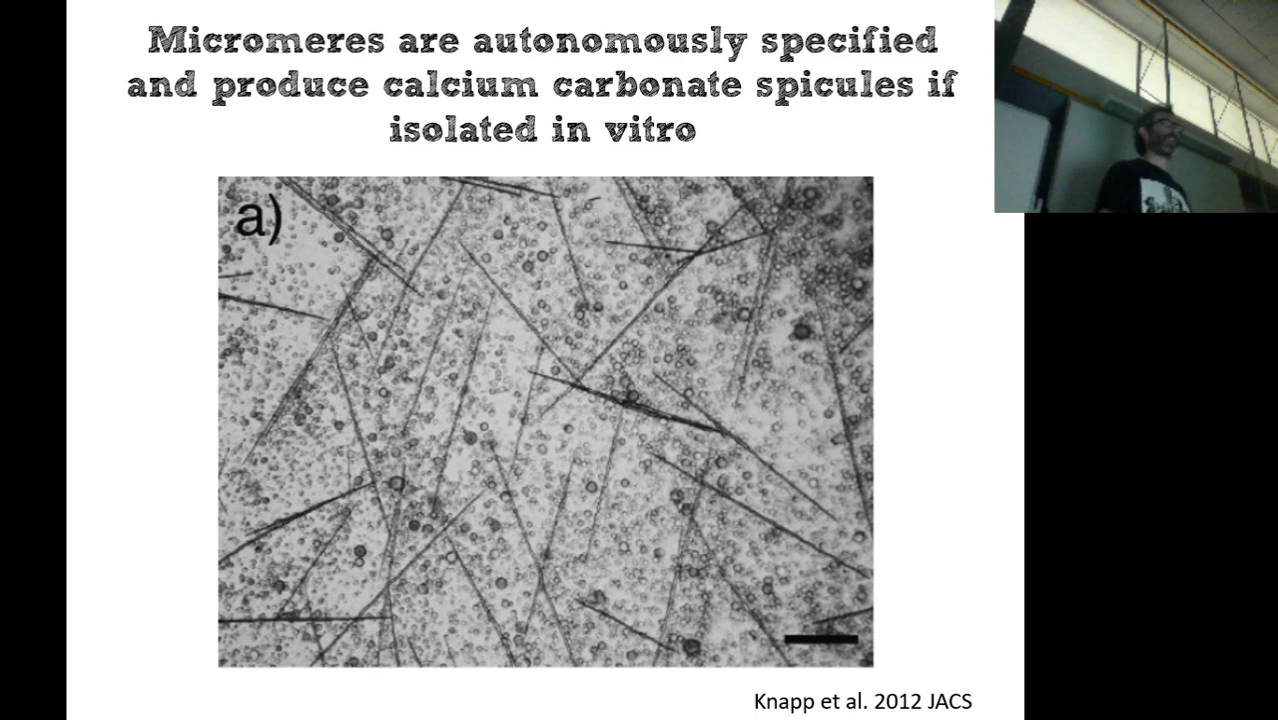 Micromeres are autonomously specified
and produce calcium carbonate spicules if
isolated in vitro
a)
Knapp et al. 2012 JACS